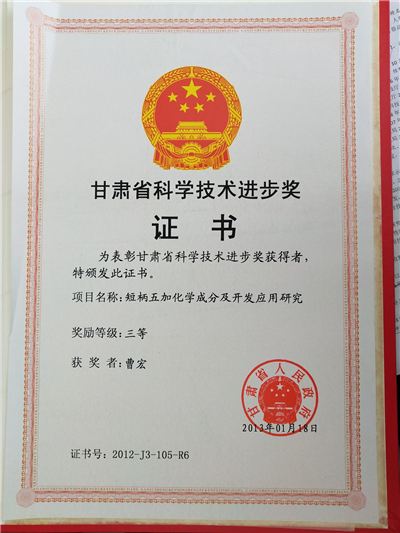 甘肃省科学技术进步奖
证 书
为表彰甘肃省科学技术进步奖获得者,
特颁发此证书。
项目名称: 短柄五加化学成分及开发应用研究
奖励等级: 三等
获 奖 者: 曹宏
甘肃省人民政府
2013年01月18日
证书号: 2012-J3-105-R6